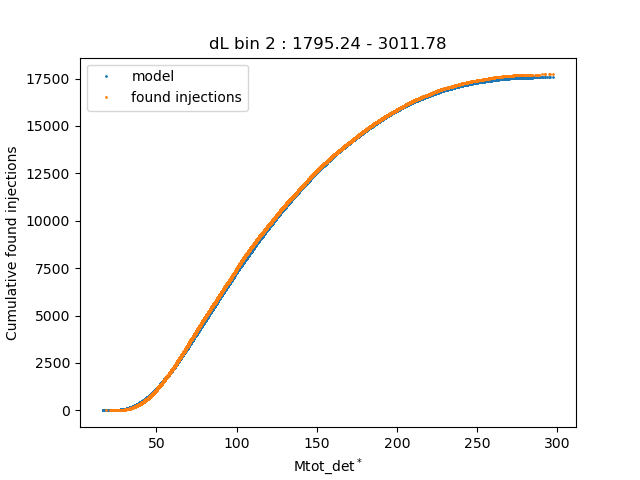 dL bin 2 : 1795.24 - 3011.78
model
found injections
17500
15000
12500
10000
7500
5000
2500
0
Cumulative found injections
50 100 150 200 250 300
Mtot_det*